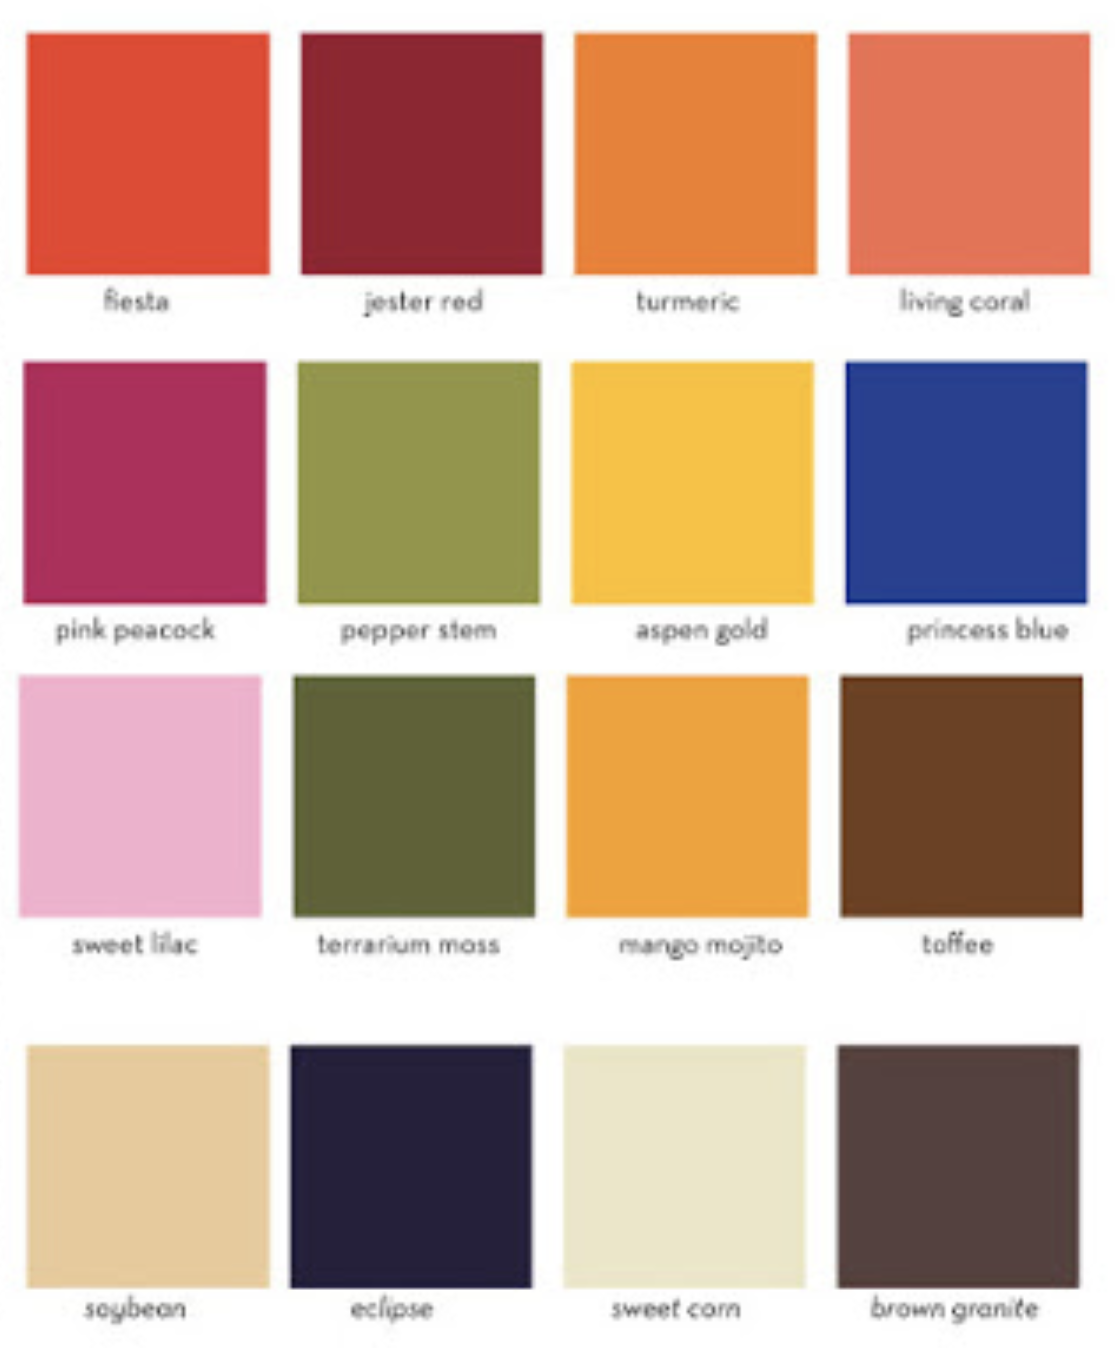 fiesta
jester red
turmeric
living coral
pink peacock
pepper stem
aspen gold
princess blue
sweet lilac
terrarium moss
mango mojito
toffee
soybean
eclipse
sweet corn
brown granite